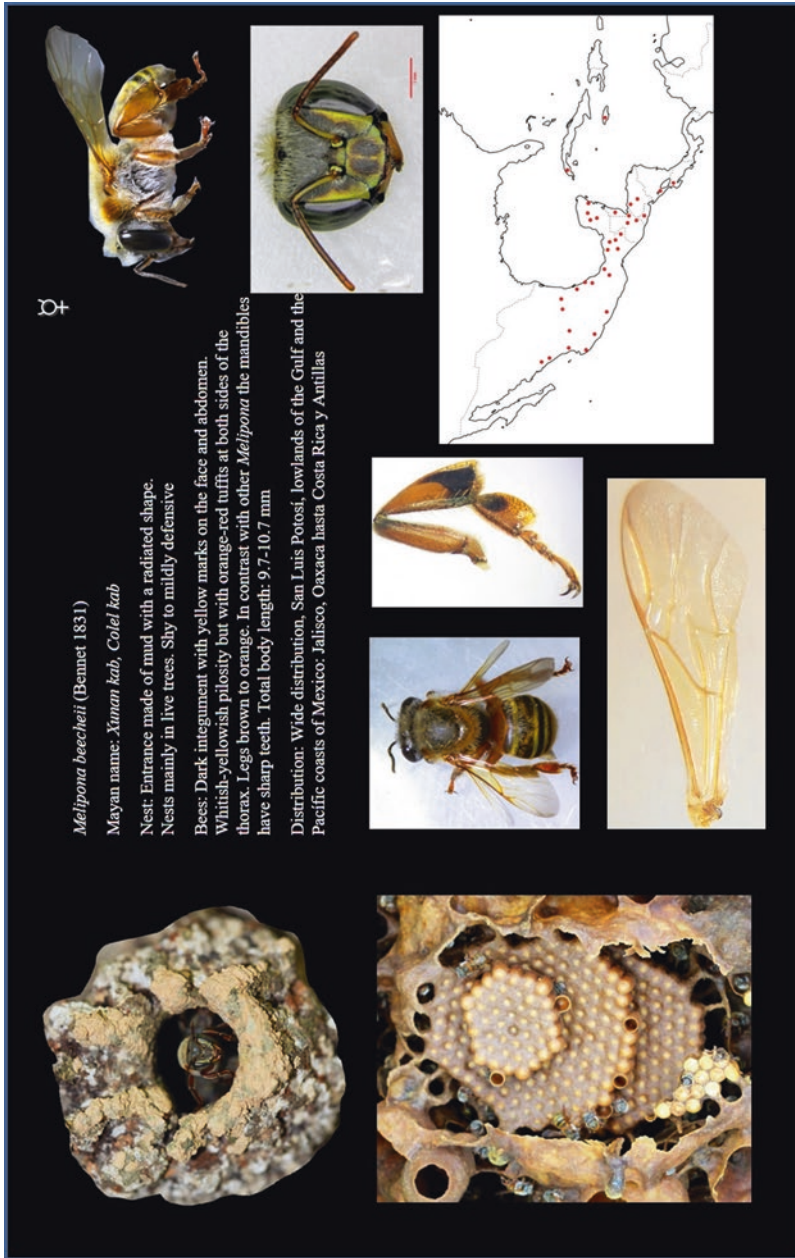 ☿
Melipona beecheii (Bennet 1831)
Mayan name: Xunan kab, Colel kab
Nest: Entrance made of mud with a radiated shape.
Nests mainly in live trees. Shy to mildly defensive
Bees: Dark integument with yellow marks on the face and abdomen.
Whitish-yellowish pilosity but with orange-red tuffts at both sides of the
thorax. Legs brown to orange. In contrast with other Melipona the mandibles
have sharp teeth. Total body length: 9.7-10.7 mm
Distribution: Wide distribution, San Luis Potosí, lowlands of the Gulf and the
Pacific coasts of Mexico: Jalisco, Oaxaca hasta Costa Rica y Antillas